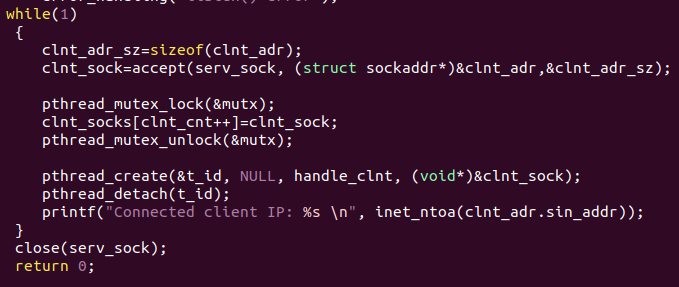 while(1)
{
clnt_adr_sz=sizeof(clnt_adr);
clnt_sock=accept(serv_sock, (struct sockaddr*)&clnt_adr,&clnt_adr_sz);
pthread_mutex_lock(&mutx);
clnt_socks[clnt_cnt++]=clnt_sock;
pthread_mutex_unlock(&mutx);
pthread_create(&t_id, NULL, handle_clnt, (void*)&clnt_sock);
pthread_detach(t_id);
printf("Connected client IP: %s \n", inet_ntoa(clnt_adr.sin_addr));
}
close(serv_sock);
return 0;